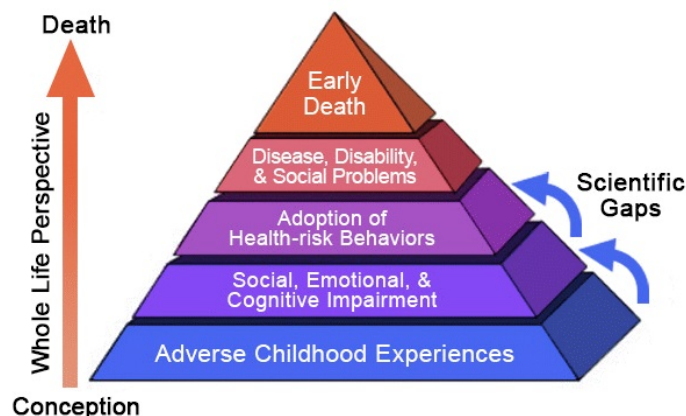 Death
Early
Death
Disease, Disability,
& Social Problems
Scientific
Gaps
Adoption of
Health-risk Behaviors
Social, Emotional, &
Cognitive Impairment
Adverse Childhood Experiences
Whole Life Perspective
Conception